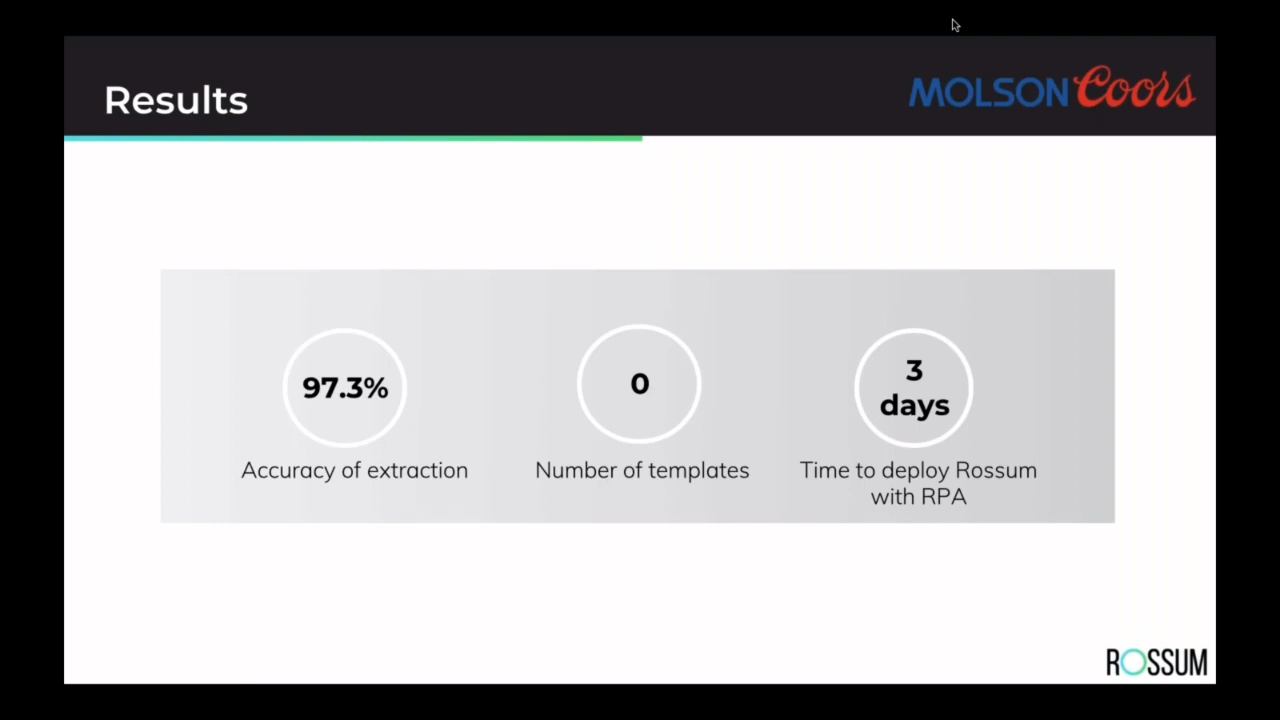 Results
MOLSON Coors
97.3%
0
3
days
Accuracy of extraction
Number of templates
Time to deploy Rossum
with RPA
ROSSUM